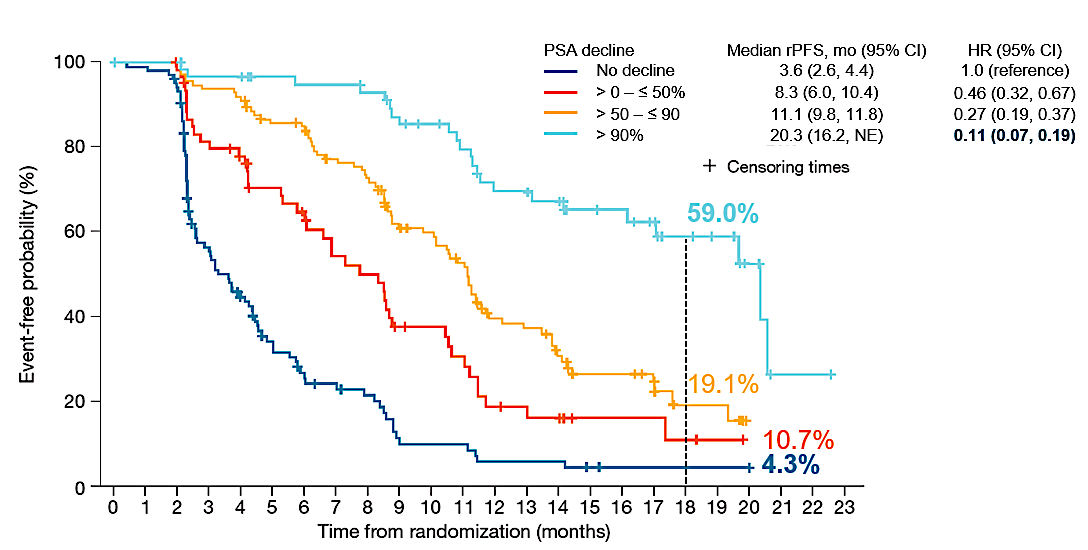 PSA decline Median rPFS, mo (95% CI) HR (95% CI)
No decline 3.6 (2.6, 4.4) 1.0 (reference)
> 0 – ≤ 50% 8.3 (6.0, 10.4) 0.46 (0.32, 0.67)
> 50 – ≤ 90 11.1 (9.8, 11.8) 0.27 (0.19, 0.37)
> 90% 20.3 (16.2, NE) 0.11 (0.07, 0.19)
+ Censoring times
Event-free probability (%)
100
80
60
40
20
0
59.0%
19.1%
10.7%
4.3%
0 1 2 3 4 5 6 7 8 9 10 11 12 13 14 15 16 17 18 19 20 21 22 23
Time from randomization (months)